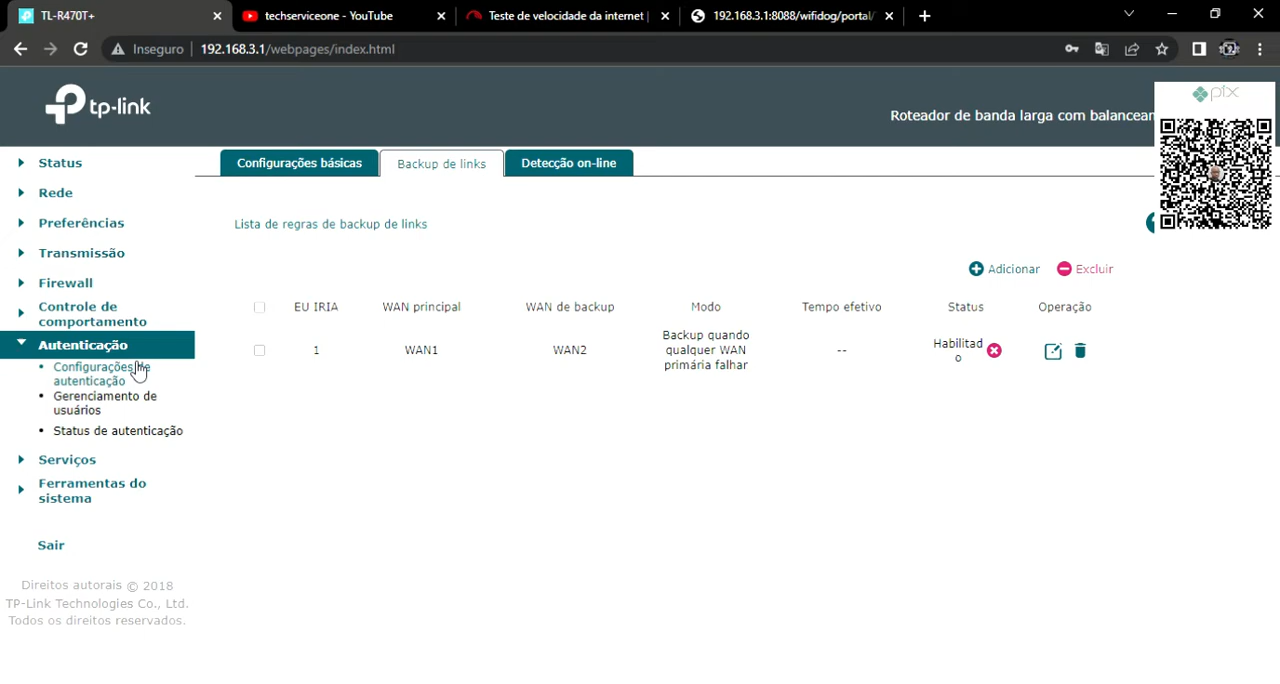 TL-R470T+
techserviceone - YouTube
Teste de velocidade da internet |
192.168.3.1:8088/wifidog/portal/
Inseguro
192.168.3.1/webpages/index.html
tp-link
Roteador de banda larga com balancean
pix
Status
Rede
Preferências
Transmissão
Firewall
Controle de
comportamento
Autenticação
Configurações de
autenticação
Gerenciamento de
usuários
Status de autenticação
Serviços
Ferramentas do
sistema
Sair
Direitos autorais © 2018
TP-Link Technologies Co., Ltd.
Todos os direitos reservados.
Configurações básicas
Backup de links
Detecção on-line
Lista de regras de backup de links
Adicionar
Excluir
EU IRIA WAN principal WAN de backup Modo Tempo efetivo Status Operação
1 WAN1 WAN2 Backup quando
qualquer WAN
primária falhar
--
Habilitad
o